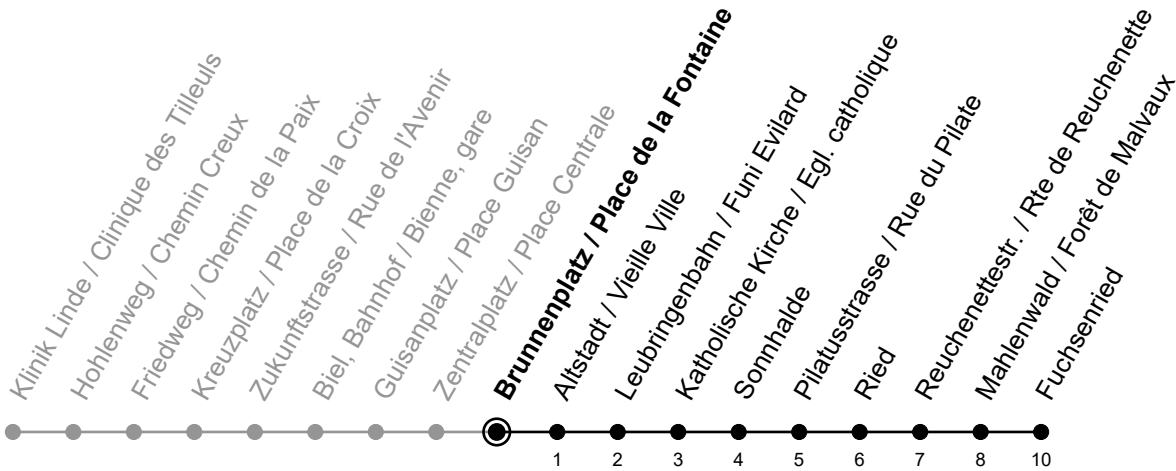 Klinik Linde / Clinique des Tilleuls
Hohlenweg / Chemin Creux
Friedweg / Chemin de la Paix
Kreuzplatz / Place de la Croix
Zukunftstrasse / Rue de l'Avenir
Biel, Bahnhof / Bienne, gare
Guisanplatz / Place Guisan
Zentralplatz / Place Centrale
Brunnenplatz / Place de la Fontaine
Altstadt / Vieille Ville
Leubringenbahn / Funi Evilard
Katholische Kirche / Egl. catholique
Sonnhalde
Pilatusstrasse / Rue du Pilate
Ried
Reuchenettestr. / Rte de Reuchenette
Mahlenwald / Forêt de Malvaux
Fuchsenried
1 2 3 4 5 6 7 8 10